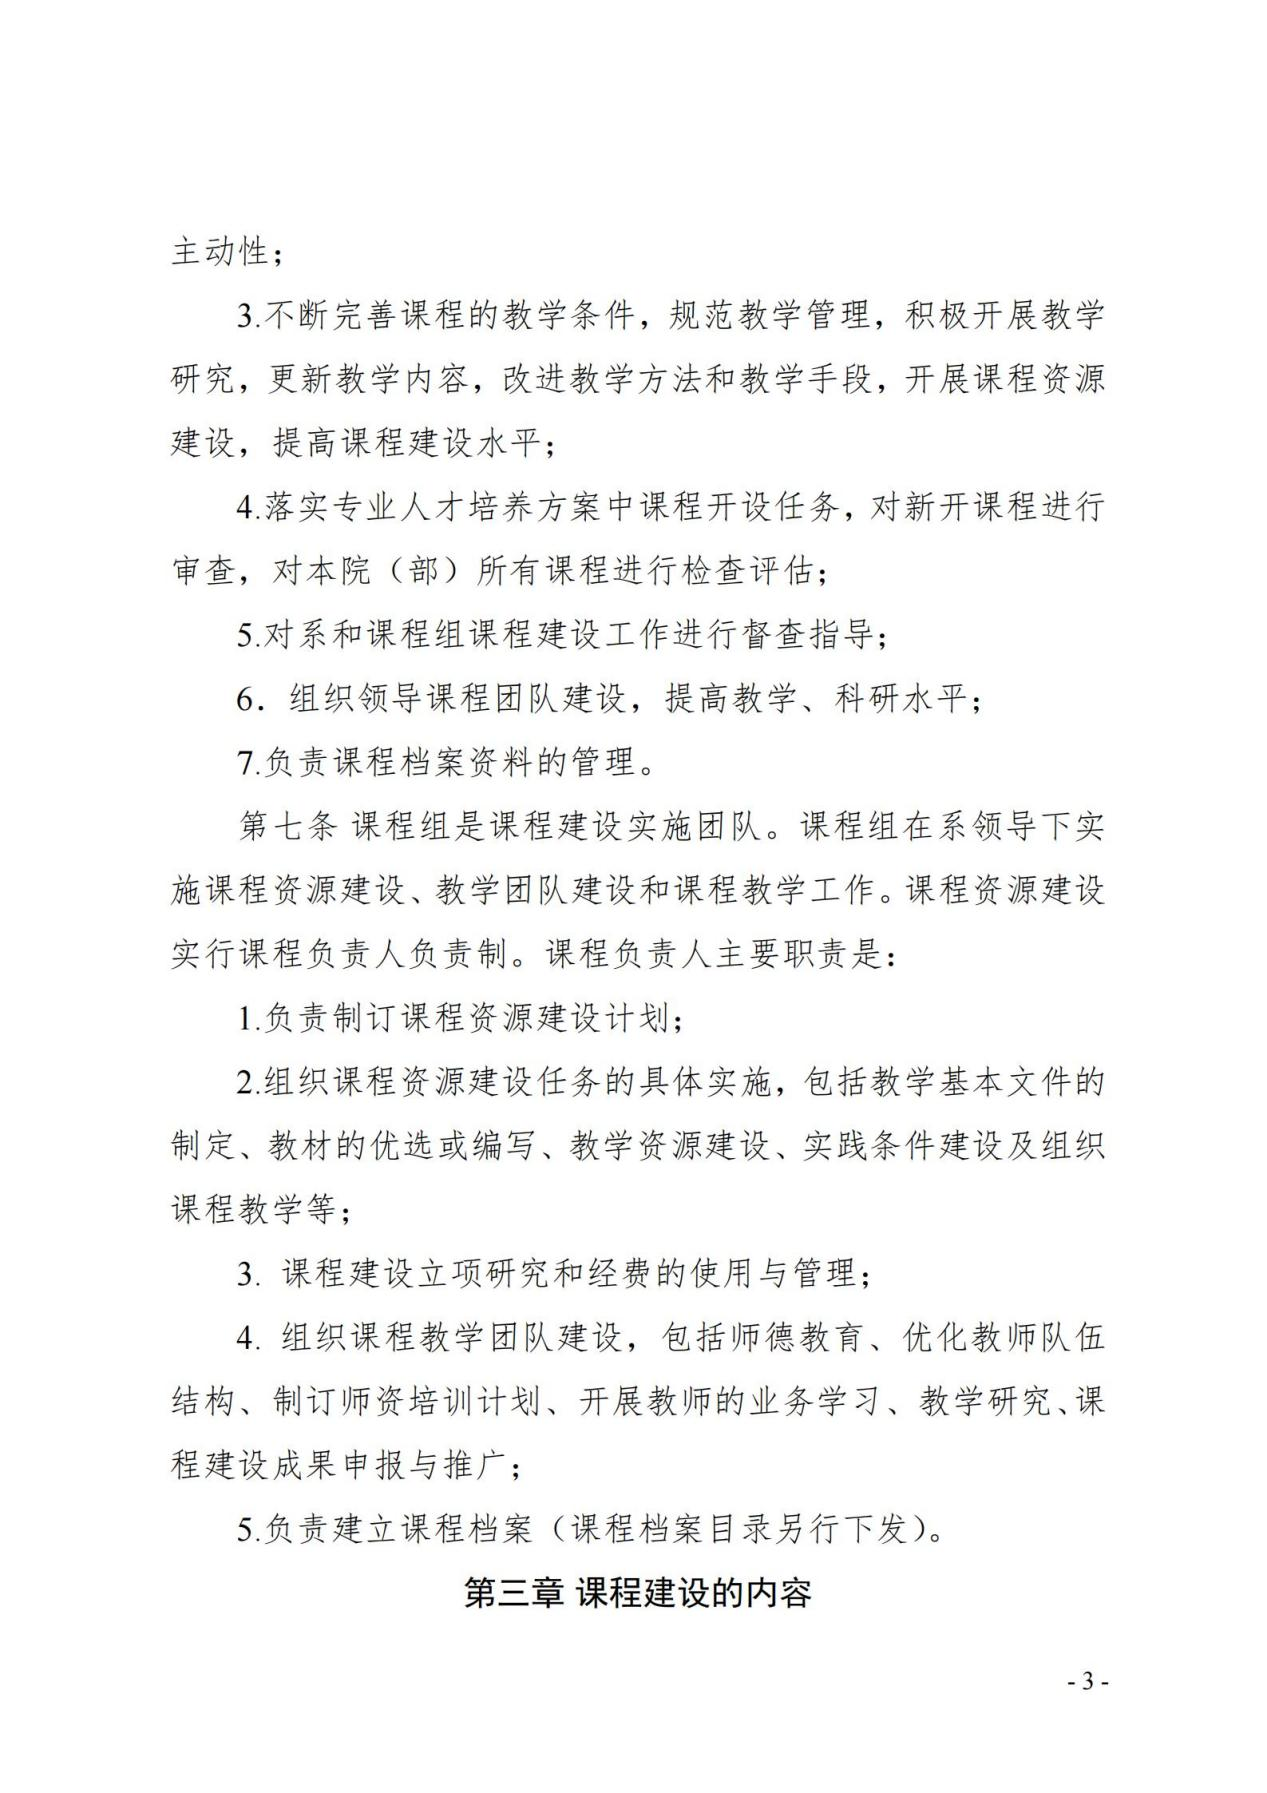 主动性；
3.不断完善课程的教学条件，规范教学管理，积极开展教学
研究，更新教学内容，改进教学方法和教学手段，开展课程资源
建设，提高课程建设水平；
4.落实专业人才培养方案中课程开设任务，对新开课程进行
审查，对本院（部）所有课程进行检查评估；
5.对系和课程组课程建设工作进行督查指导；
6．组织领导课程团队建设，提高教学、科研水平；
7.负责课程档案资料的管理。
第七条 课程组是课程建设实施团队。课程组在系领导下实
施课程资源建设、教学团队建设和课程教学工作。课程资源建设
实行课程负责人负责制。课程负责人主要职责是：
1.负责制订课程资源建设计划；
2.组织课程资源建设任务的具体实施，包括教学基本文件的
制定、教材的优选或编写、教学资源建设、实践条件建设及组织
课程教学等；
3. 课程建设立项研究和经费的使用与管理；
4. 组织课程教学团队建设，包括师德教育、优化教师队伍
结构、制订师资培训计划、开展教师的业务学习、教学研究、课
程建设成果申报与推广；
5.负责建立课程档案（课程档案目录另行下发）。
第三章 课程建设的内容
- 3 -